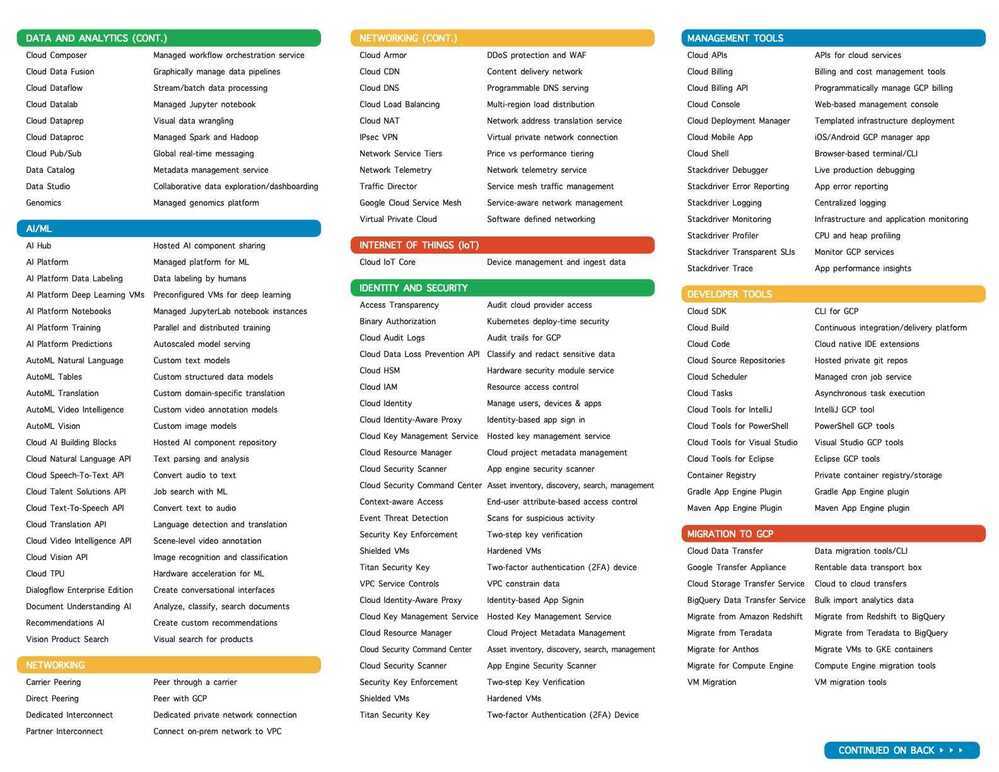 DATA AND ANALYTICS (CONT.)
Cloud Composer Managed workflow orchestration service
Cloud Data Fusion Graphically manage data pipelines
Cloud Dataflow Stream/batch data processing
Cloud Datalab Managed Jupyter notebook
Cloud Dataprep Visual data wrangling
Cloud Dataproc Managed Spark and Hadoop
Cloud Pub/Sub Global real-time messaging
Data Catalog Metadata management service
Data Studio Collaborative data exploration/dashboarding
Genomics Managed genomics platform
AI/ML
AI Hub Hosted AI component sharing
AI Platform Managed platform for ML
AI Platform Data Labeling Data labeling by humans
AI Platform Deep Learning VMs Preconfigured VMs for deep learning
AI Platform Notebooks Managed JupyterLab notebook instances
AI Platform Training Parallel and distributed training
AI Platform Predictions Autoscaled model serving
AutoML Natural Language Custom text models
AutoML Tables Custom structured data models
AutoML Translation Custom domain-specific translation
AutoML Video Intelligence Custom video annotation models
AutoML Vision Custom image models
Cloud AI Building Blocks Hosted AI component repository
Cloud Natural Language API Text parsing and analysis
Cloud Speech-To-Text API Convert audio to text
Cloud Talent Solutions API Job search with ML
Cloud Text-To-Speech API Convert text to audio
Cloud Translation API Language detection and translation
Cloud Video Intelligence API Scene-level video annotation
Cloud Vision API Image recognition and classification
Cloud TPU Hardware acceleration for ML
Dialogflow Enterprise Edition Create conversational interfaces
Document Understanding AI Analyze, classify, search documents
Recommendations AI Create custom recommendations
Vision Product Search Visual search for products
NETWORKING
Carrier Peering Peer through a carrier
Direct Peering Peer with GCP
Dedicated Interconnect Dedicated private network connection
Partner Interconnect Connect on-prem network to VPC
NETWORKING (CONT.)
Cloud Armor DDoS protection and WAF
Cloud CDN Content delivery network
Cloud DNS Programmable DNS serving
Cloud Load Balancing Multi-region load distribution
Cloud NAT Network address translation service
IPsec VPN Virtual private network connection
Network Service Tiers Price vs performance tiering
Network Telemetry Network telemetry service
Traffic Director Service mesh traffic management
Google Cloud Service Mesh Service-aware network management
Virtual Private Cloud Software defined networking
INTERNET OF THINGS (IoT)
Cloud IoT Core Device management and ingest data
IDENTITY AND SECURITY
Access Transparency Audit cloud provider access
Binary Authorization Kubernetes deploy-time security
Cloud Audit Logs Audit trails for GCP
Cloud Data Loss Prevention API Classify and redact sensitive data
Cloud HSM Hardware security module service
Cloud IAM Resource access control
Cloud Identity Manage users, devices & apps
Cloud Identity-Aware Proxy Identity-based app sign in
Cloud Key Management Service Hosted key management service
Cloud Resource Manager Cloud project metadata management
Cloud Security Scanner App engine security scanner
Cloud Security Command Center Asset inventory, discovery, search, management
Context-aware Access End-user attribute-based access control
Event Threat Detection Scans for suspicious activity
Security Key Enforcement Two-step key verification
Shielded VMs Hardened VMs
Titan Security Key Two-factor authentication (2FA) device
VPC Service Controls VPC constrain data
Cloud Identity-Aware Proxy Identity-based App Signin
Cloud Key Management Service Hosted Key Management Service
Cloud Resource Manager Cloud Project Metadata Management
Cloud Security Command Center Asset inventory, discovery, search, management
Cloud Security Scanner App Engine Security Scanner
Security Key Enforcement Two-step Key Verification
Shielded VMs Hardened VMs
Titan Security Key Two-factor Authentication (2FA) Device
MANAGEMENT TOOLS
Cloud APIs APIs for cloud services
Cloud Billing Billing and cost management tools
Cloud Billing API Programmatically manage GCP billing
Cloud Console Web-based management console
Cloud Deployment Manager Templated infrastructure deployment
Cloud Mobile App iOS/Android GCP manager app
Cloud Shell Browser-based terminal/CLI
Stackdriver Debugger Live production debugging
Stackdriver Error Reporting App error reporting
Stackdriver Logging Centralized logging
Stackdriver Monitoring Infrastructure and application monitoring
Stackdriver Profiler CPU and heap profiling
Stackdriver Transparent SLIs Monitor GCP services
Stackdriver Trace App performance insights
DEVELOPER TOOLS
Cloud SDK CLI for GCP
Cloud Build Continuous integration/delivery platform
Cloud Code Cloud native IDE extensions
Cloud Source Repositories Hosted private git repos
Cloud Scheduler Managed cron job service
Cloud Tasks Asynchronous task execution
Cloud Tools for IntelliJ IntelliJ GCP tool
Cloud Tools for PowerShell PowerShell GCP tools
Cloud Tools for Visual Studio Visual Studio GCP tools
Cloud Tools for Eclipse Eclipse GCP tools
Container Registry Private container registry/storage
Gradle App Engine Plugin Gradle App Engine plugin
Maven App Engine Plugin Maven App Engine plugin
MIGRATION TO GCP
Cloud Data Transfer Data migration tools/CLI
Google Transfer Appliance Rentable data transport box
Cloud Storage Transfer Service Cloud to cloud transfers
BigQuery Data Transfer Service Bulk import analytics data
Migrate from Amazon Redshift Migrate from Redshift to BigQuery
Migrate from Teradata Migrate from Teradata to BigQuery
Migrate for Anthos Migrate VMs to GKE containers
Migrate for Compute Engine Compute Engine migration tools
VM Migration VM migration tools
CONTINUED ON BACK